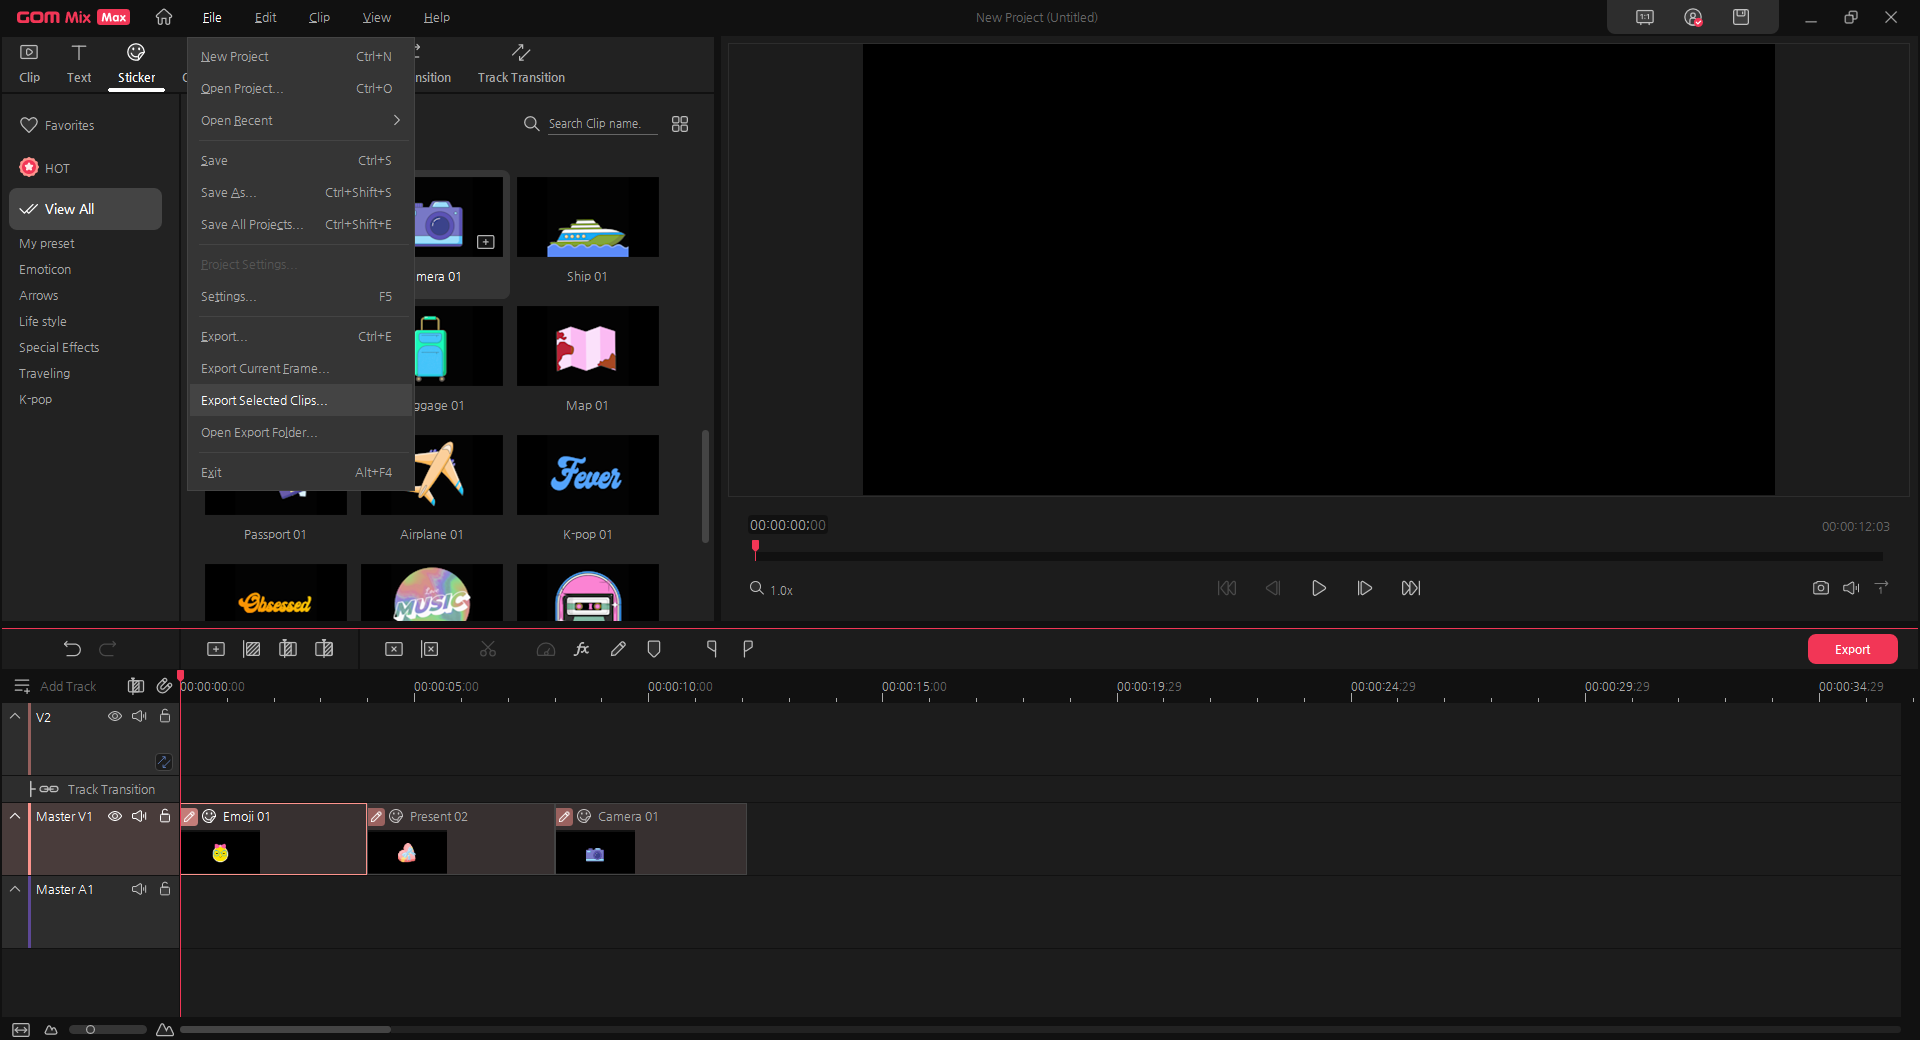 GOM Mix Max
File
Edit
Clip
View
Help
New Project (Untitled)
1:1
Clip
Text
Sticker
nsition
Track Transition
New Project Ctrl+N
Open Project... Ctrl+O
Open Recent
Save Ctrl+S
Save As... Ctrl+Shift+S
Save All Projects... Ctrl+Shift+E
Project Settings...
Settings... F5
Export... Ctrl+E
Export Current Frame...
Export Selected Clips...
Open Export Folder...
Exit Alt+F4
Favorites
HOT
View All
My preset
Emoticon
Arrows
Life style
Special Effects
Traveling
K-pop
Search Clip name.
mera 01
Ship 01
ggage 01
Map 01
Fever
Passport 01
Airplane 01
K-pop 01
Obsessed
MUSIC
00:00:00;00
00:00:12;03
1.0x
Export
Add Track
00:00:00;00
00:00:05;00
00:00:10;00
00:00:15;00
00:00:19;29
00:00:24;29
00:00:29;29
00:00:34;29
V2
Track Transition
Master V1
Emoji 01
Present 02
Camera 01
Master A1